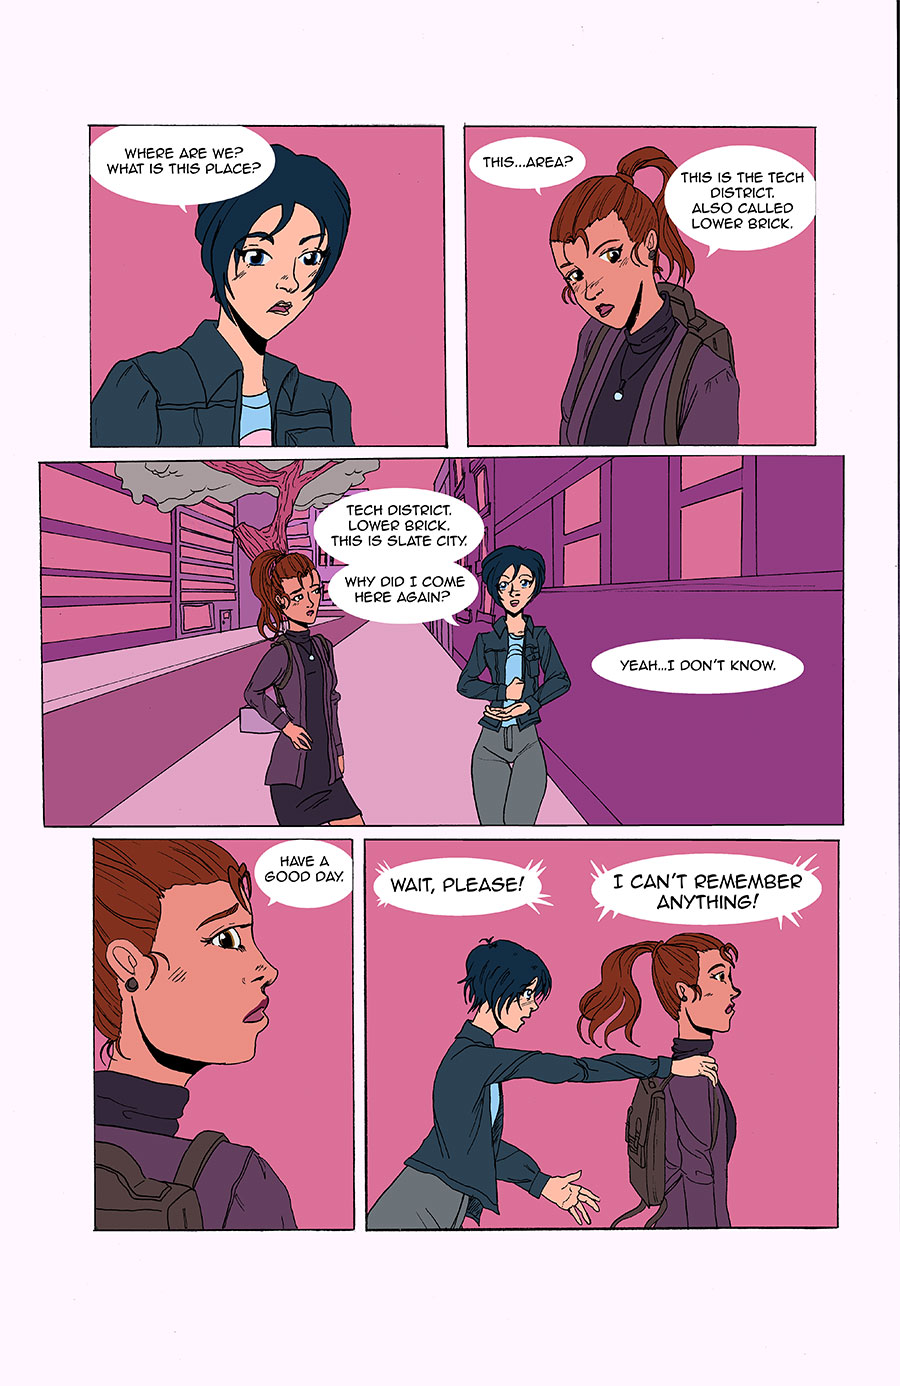 WHERE ARE WE?
WHAT IS THIS PLACE?
THIS...AREA?
THIS IS THE TECH
DISTRICT.
ALSO CALLED
LOWER BRICK.
TECH DISTRICT.
LOWER BRICK.
THIS IS SLATE CITY.
WHY DID I COME
HERE AGAIN?
YEAH...I DON'T KNOW.
HAVE A
GOOD DAY.
WAIT, PLEASE!
I CAN'T REMEMBER
ANYTHING!